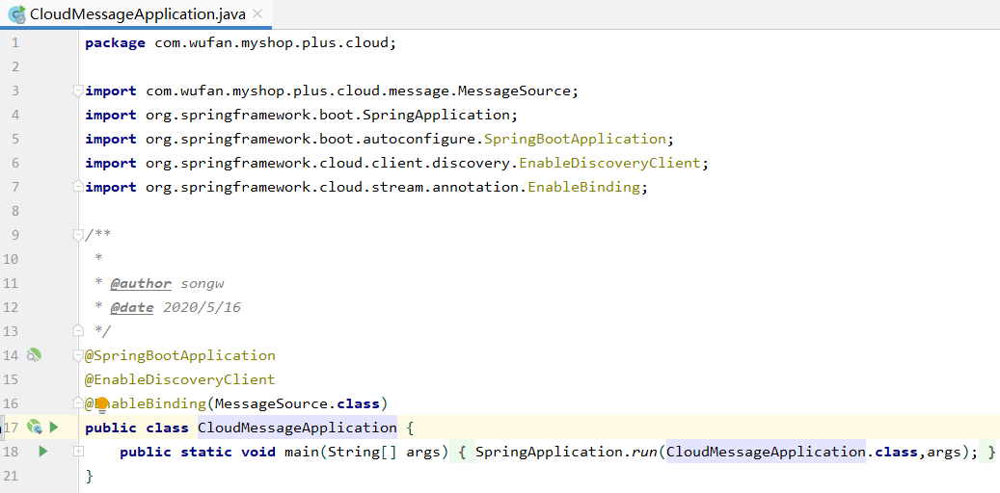 CloudMessageApplication.java
1 package com.wufan.myshop.plus.cloud;
2
3 import com.wufan.myshop.plus.cloud.message.MessageSource;
4 import org.springframework.boot.SpringApplication;
5 import org.springframework.boot.autoconfigure.SpringBootApplication;
6 import org.springframework.cloud.client.discovery.EnableDiscoveryClient;
7 import org.springframework.cloud.stream.annotation.EnableBinding;
8
9 /**
10 *
11 * @author songw
12 * @date 2020/5/16
13 */
14 @SpringBootApplication
15 @EnableDiscoveryClient
16 @EnableBinding(MessageSource.class)
17 public class CloudMessageApplication {
18 public static void main(String[] args) { SpringApplication.run(CloudMessageApplication.class,args); }
21 }